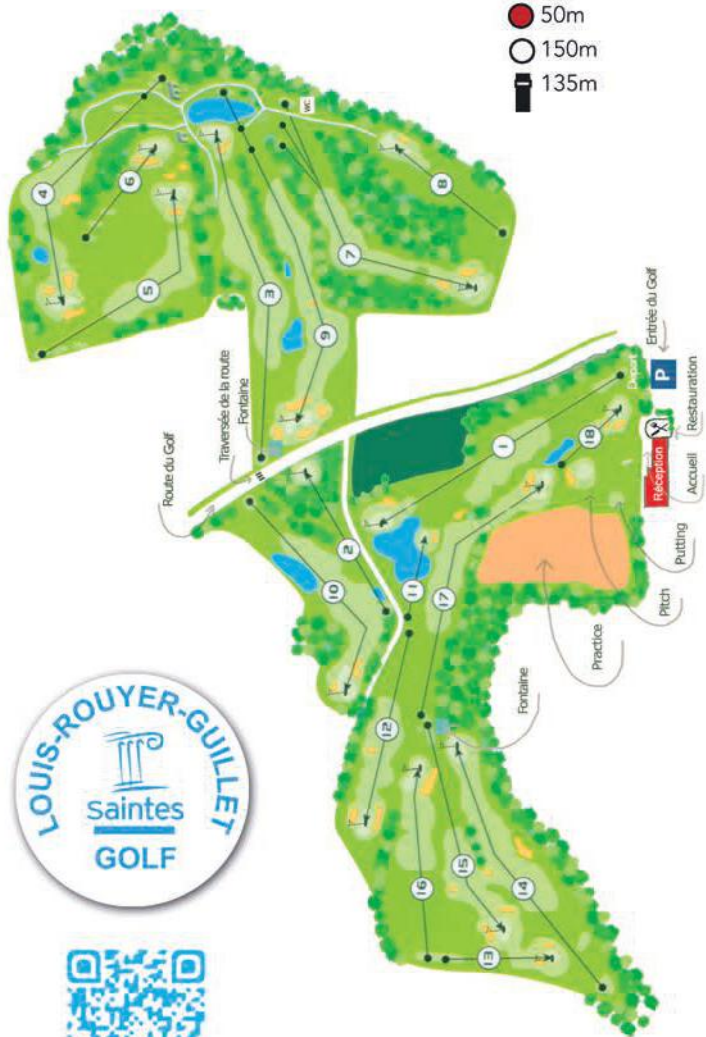 50m
150m
135m
WC
4
6
8
5
3
7
9
Entrée du Golf
Traversée de la route
Fontaine
Route du Golf
Départ
P
1
18
Restauration
Réception
Accueil
2
10
11
17
Putting
Pitch
Practice
Fontaine
12
16
15
14
13
LOUIS-ROUYER-GUILLET
saintes
GOLF